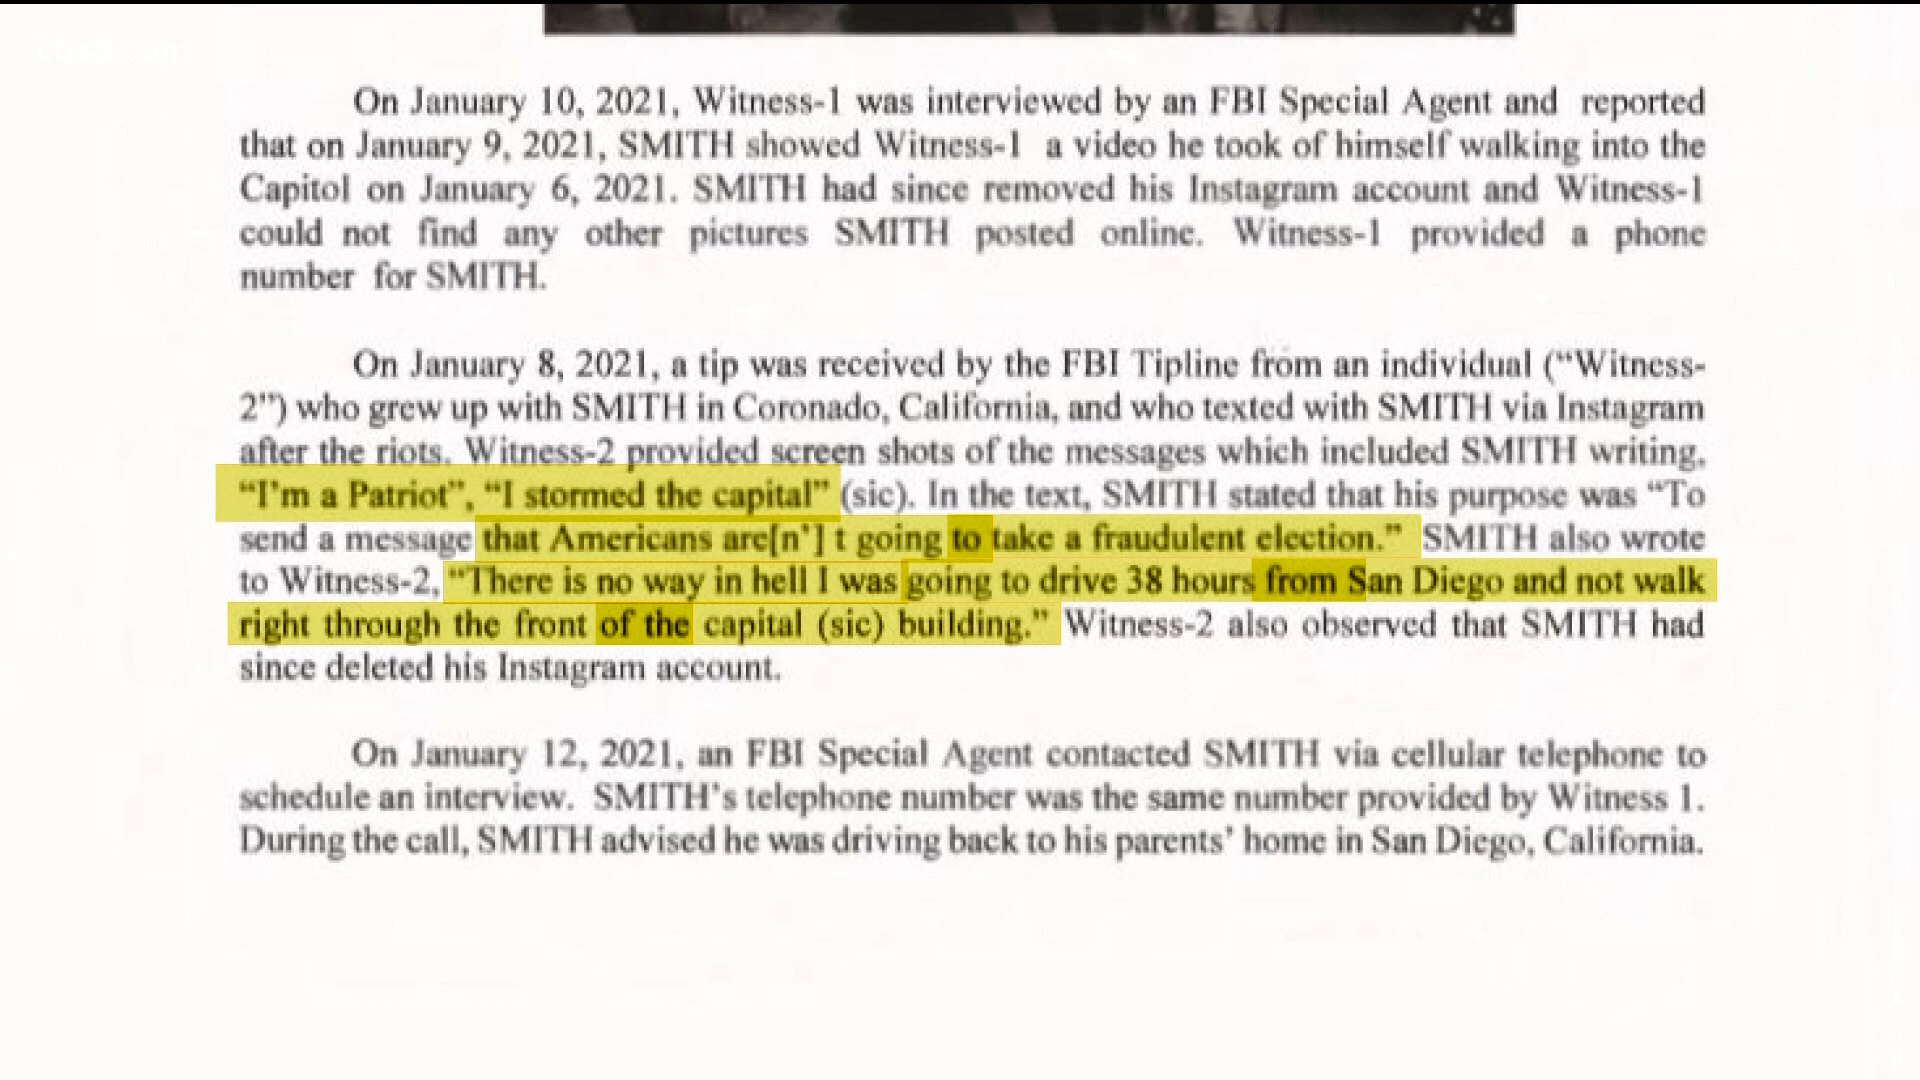 cbs8.com
On January 10, 2021, Witness-1 was interviewed by an FBI Special Agent and reported
that on January 9, 2021, SMITH showed Witness-1 a video he took of himself walking into the
Capitol on January 6, 2021. SMITH had since removed his Instagram account and Witness-1
could not find any other pictures SMITH posted online. Witness-1 provided a phone
number for SMITH.
On January 8, 2021, a tip was received by the FBI Tipline from an individual (“Witness-
2”) who grew up with SMITH in Coronado, California, and who texted with SMITH via Instagram
after the riots. Witness-2 provided screen shots of the messages which included SMITH writing,
“I’m a Patriot”, “I stormed the capital” (sic). In the text, SMITH stated that his purpose was “To
send a message that Americans are[n’] t going to take a fraudulent election.” SMITH also wrote
to Witness-2, “There is no way in hell I was going to drive 38 hours from San Diego and not walk
right through the front of the capital (sic) building.” Witness-2 also observed that SMITH had
since deleted his Instagram account.
On January 12, 2021, an FBI Special Agent contacted SMITH via cellular telephone to
schedule an interview. SMITH’s telephone number was the same number provided by Witness 1.
During the call, SMITH advised he was driving back to his parents’ home in San Diego, California.